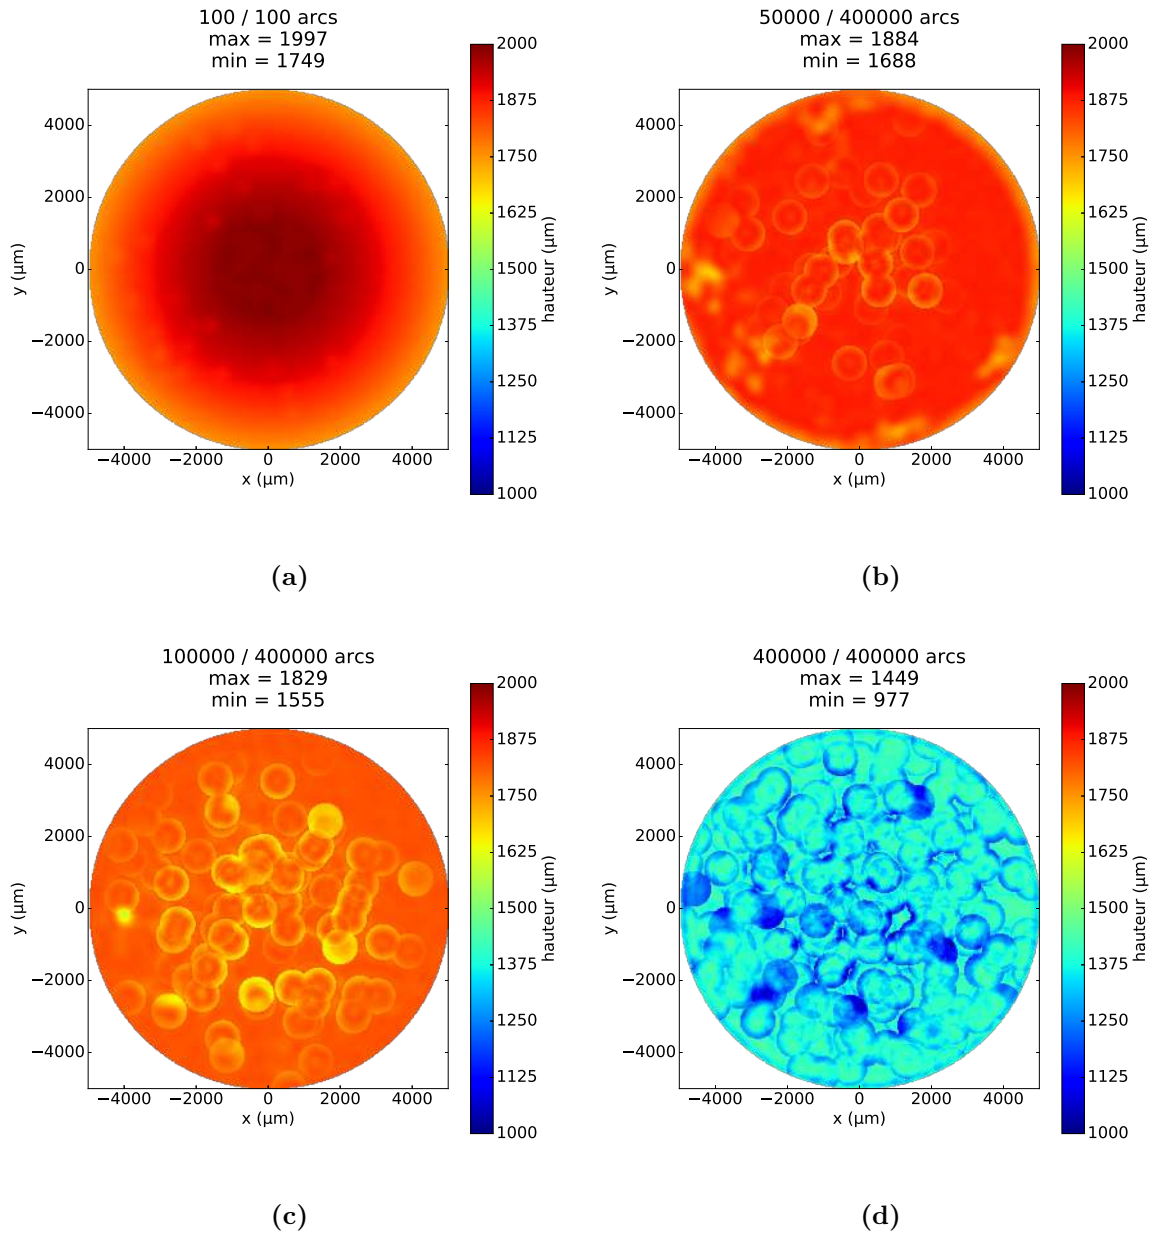 100 / 100 arcs
max = 1997
min = 1749
4000
2000
0
−2000
−4000
y (µm)
−4000 −2000 0 2000 4000
x (µm)
2000
1875
1750
1625
1500
1375
1250
1125
1000
hauteur (µm)
(a)
50000 / 400000 arcs
max = 1884
min = 1688
4000
2000
0
−2000
−4000
y (µm)
−4000 −2000 0 2000 4000
x (µm)
2000
1875
1750
1625
1500
1375
1250
1125
1000
hauteur (µm)
(b)
100000 / 400000 arcs
max = 1829
min = 1555
4000
2000
0
−2000
−4000
y (µm)
−4000 −2000 0 2000 4000
x (µm)
2000
1875
1750
1625
1500
1375
1250
1125
1000
hauteur (µm)
(c)
400000 / 400000 arcs
max = 1449
min = 977
4000
2000
0
−2000
−4000
y (µm)
−4000 −2000 0 2000 4000
x (µm)
2000
1875
1750
1625
1500
1375
1250
1125
1000
hauteur (µm)
(d)